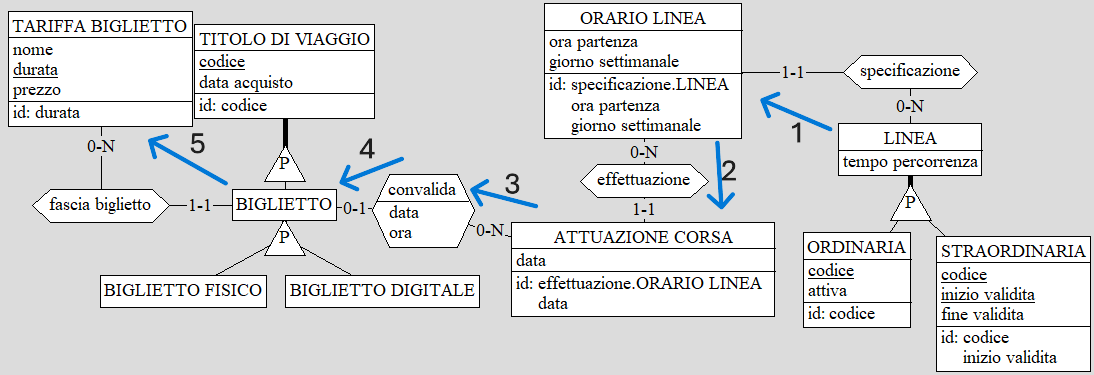 TARIFFA BIGLIETTO
nome
durata
prezzo
id: durata
TITOLO DI VIAGGIO
codice
data acquisto
id: codice
ORARIO LINEA
ora partenza
giorno settimanale
id: specificazione.LINEA
ora partenza
giorno settimanale
1-1
specificazione
0-N
1
LINEA
tempo percorrenza
0-N
5
P
4
0-N
effettuazione
2
P
fascia biglietto
1-1
BIGLIETTO
0-1
convalida
data
ora
3
0-N
1-1
ATTUAZIONE CORSA
data
id: effettuazione.ORARIO LINEA
data
P
BIGLIETTO FISICO
BIGLIETTO DIGITALE
ORDINARIA
codice
attiva
id: codice
STRAORDINARIA
codice
inizio validita
fine validita
id: codice
inizio validita